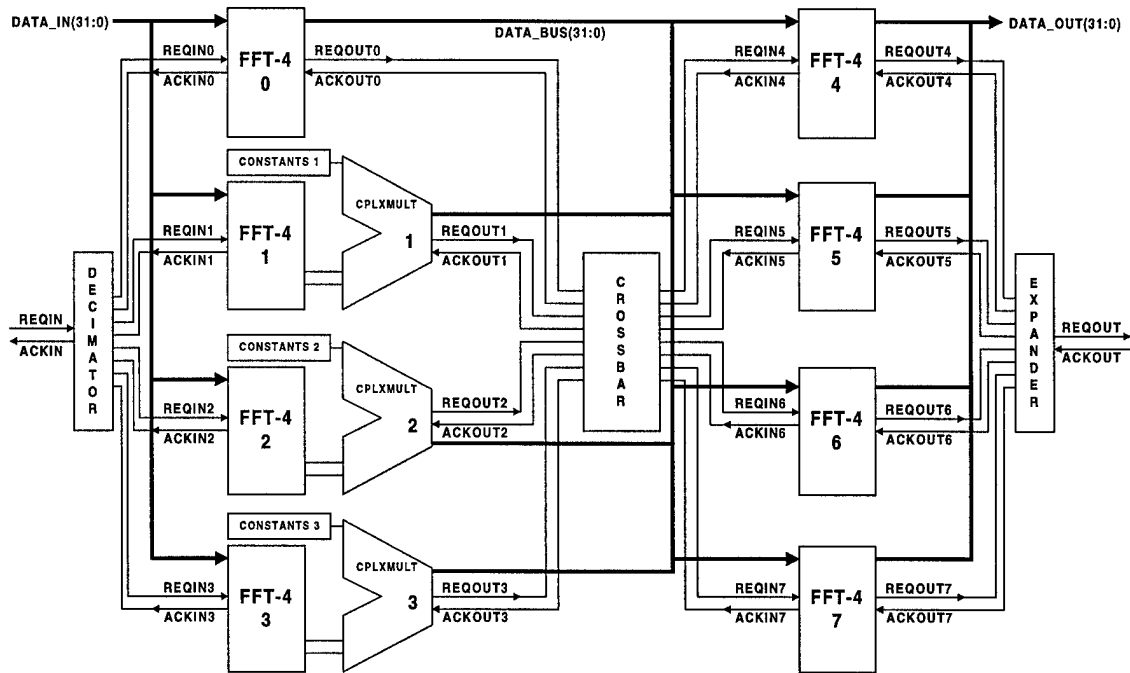 DATA_IN(31:0)
DATA_BUS(31:0)
DATA_OUT(31:0)
REQIN0
ACKIN0
FFT-4
0
REQOUT0
ACKOUT0
REQIN4
ACKIN4
FFT-4
4
REQOUT4
ACKOUT4
CONSTANTS 1
CPLXMULT
1
REQIN1
ACKIN1
FFT-4
1
REQOUT1
ACKOUT1
REQIN5
ACKIN5
FFT-4
5
REQOUT5
ACKOUT5
REQIN
ACKIN
DECIMATOR
CROSSBAR
EXPANDER
REQOUT
ACKOUT
CONSTANTS 2
CPLXMULT
2
REQIN2
ACKIN2
FFT-4
2
REQOUT2
ACKOUT2
REQIN6
ACKIN6
FFT-4
6
REQOUT6
ACKOUT6
CONSTANTS 3
CPLXMULT
3
REQIN3
ACKIN3
FFT-4
3
REQOUT3
ACKOUT3
REQIN7
ACKIN7
FFT-4
7
REQOUT7
ACKOUT7